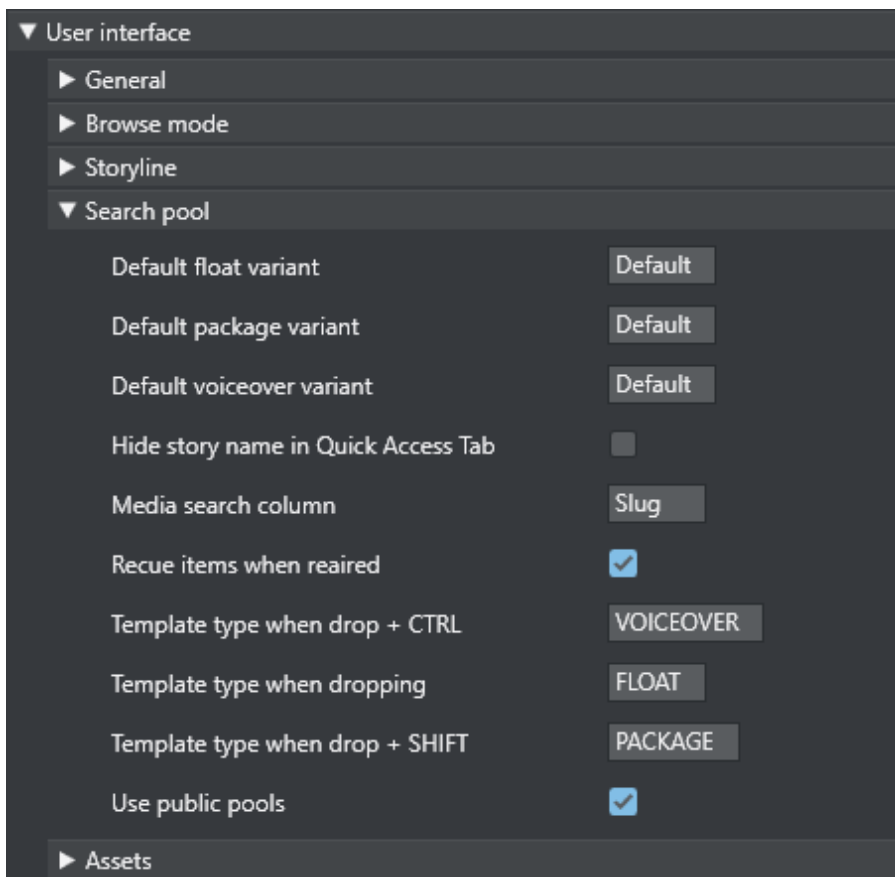 User interface
General
Browse mode
Storyline
Search pool
Default float variant Default
Default package variant Default
Default voiceover variant Default
Hide story name in Quick Access Tab
Media search column Slug
Recue items when reaired
Template type when drop + CTRL VOICEOVER
Template type when dropping FLOAT
Template type when drop + SHIFT PACKAGE
Use public pools
Assets